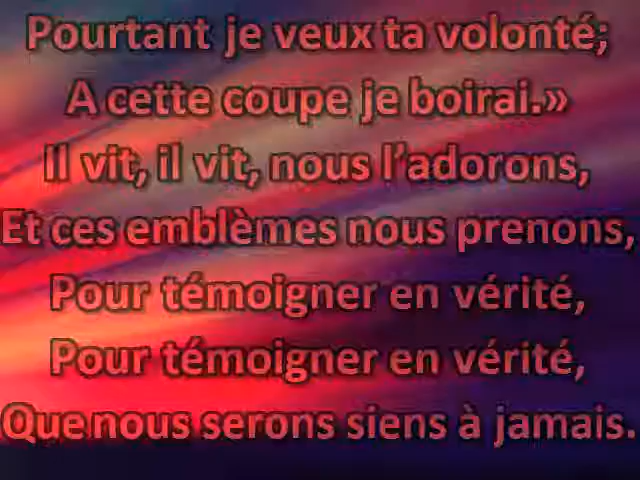 Pourtant je veux ta volonté;
A cette coupe je boirai.»
Il vit, il vit, nous l’adorons,
Et ces emblèmes nous prenons,
Pour témoigner en vérité,
Pour témoigner en vérité,
Que nous serons siens à jamais.